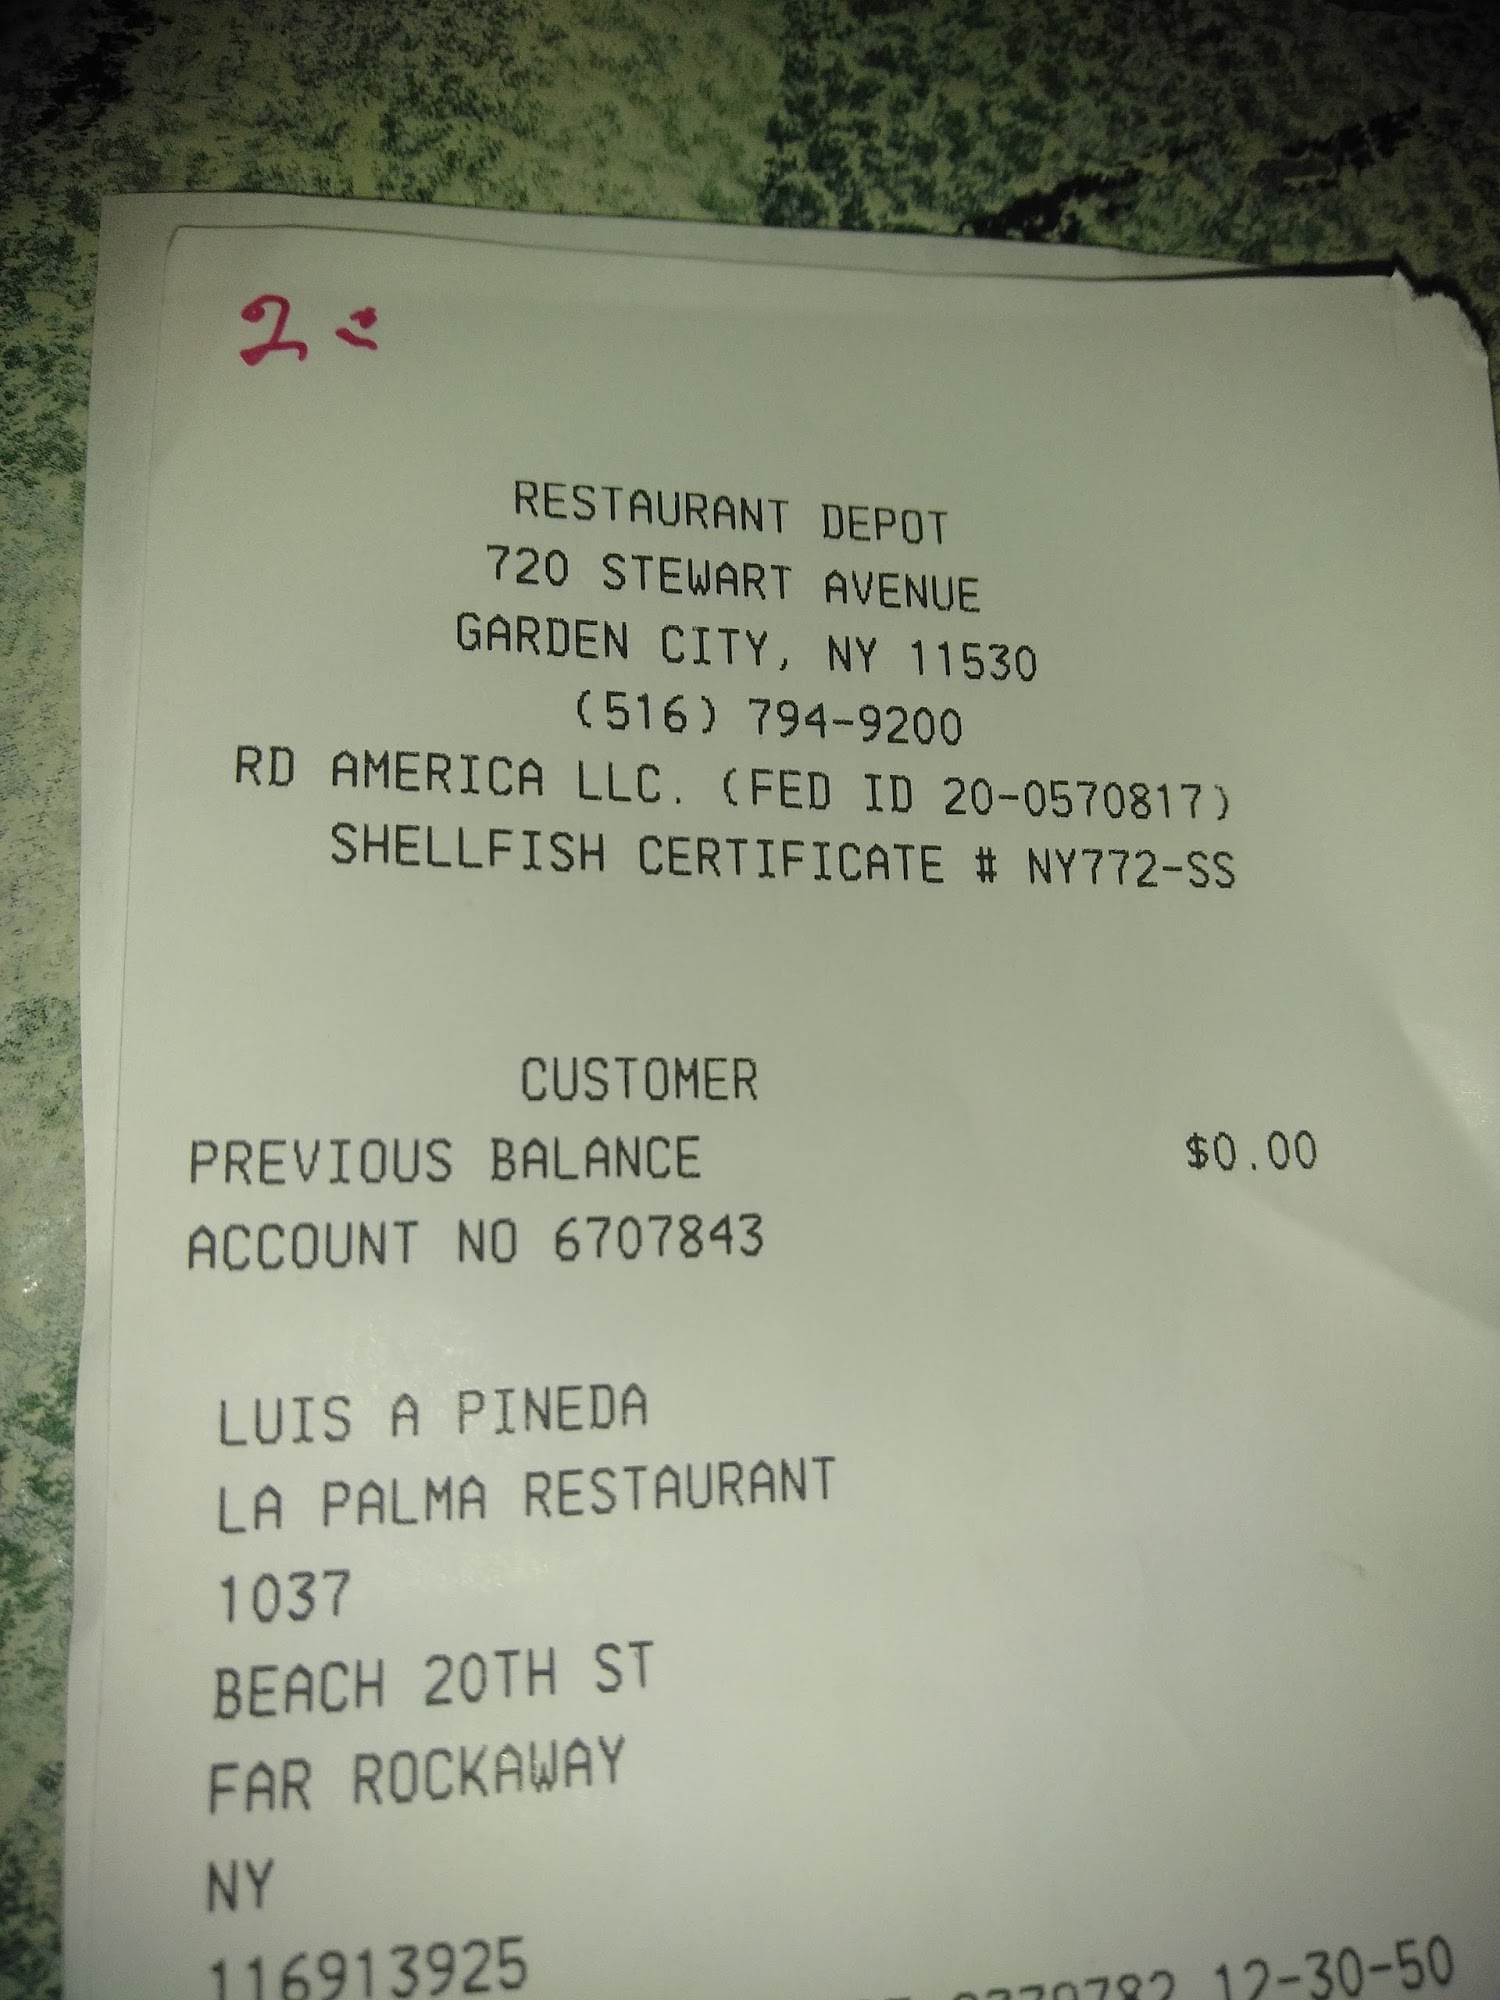 2=
RESTAURANT DEPOT
720 STEWART AVENUE
GARDEN CITY, NY 11530
(516) 794-9200
RD AMERICA LLC. (FED ID 20-0570817)
SHELLFISH CERTIFICATE # NY772-SS
CUSTOMER
PREVIOUS BALANCE $0.00
ACCOUNT NO 6707843
LUIS A PINEDA
LA PALMA RESTAURANT
1037
BEACH 20TH ST
FAR ROCKAWAY
NY
116913925
12-30-50